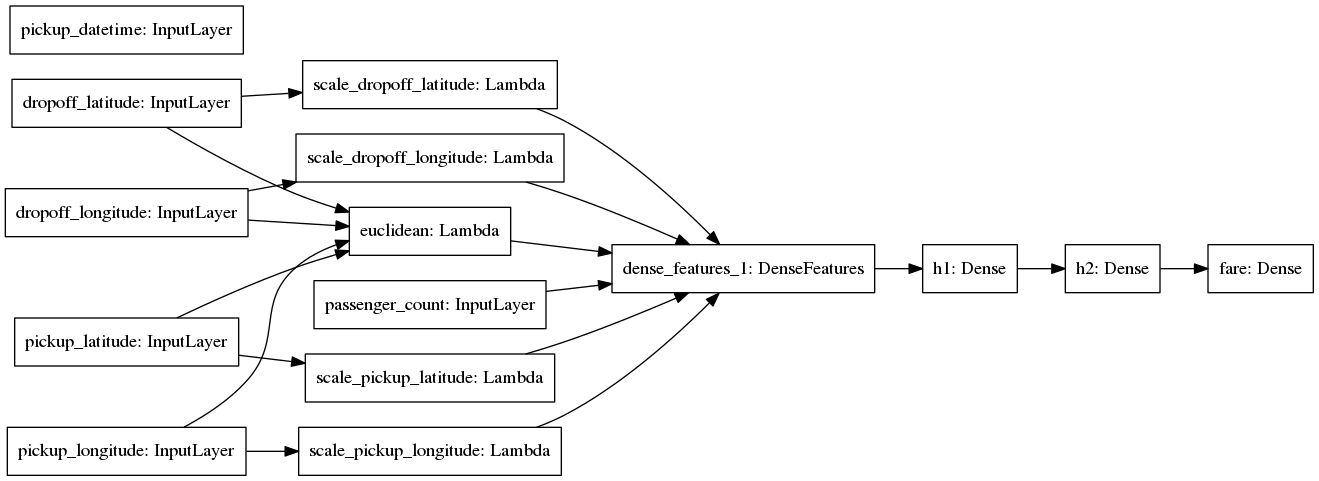 pickup_datetime: InputLayer
dropoff_latitude: InputLayer
scale_dropoff_latitude: Lambda
scale_dropoff_longitude: Lambda
dropoff_longitude: InputLayer
euclidean: Lambda
dense_features_1: DenseFeatures
h1: Dense
h2: Dense
fare: Dense
passenger_count: InputLayer
pickup_latitude: InputLayer
scale_pickup_latitude: Lambda
pickup_longitude: InputLayer
scale_pickup_longitude: Lambda